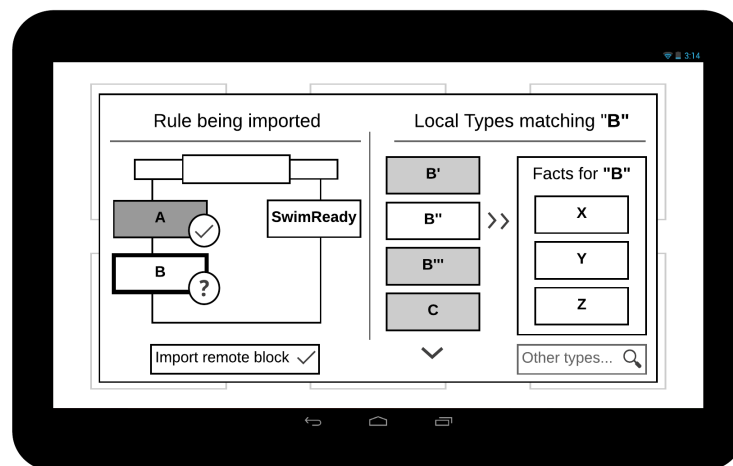 3:14
Rule being imported
Local Types matching "B"
A
SwimReady
B
?
Import remote block
B'
B"
B'''
C
Facts for "B"
X
Y
Z
Other types...